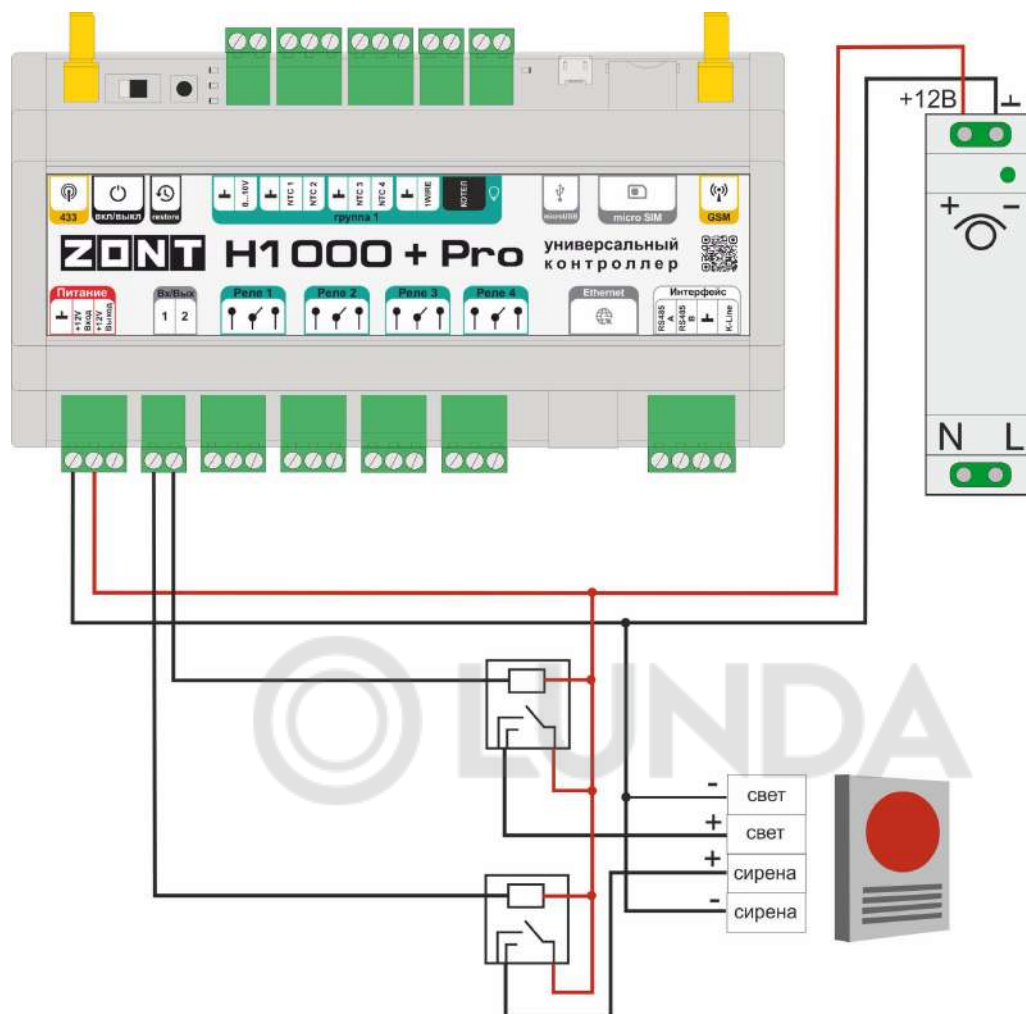 +12В
433
ВКЛ/ВЫКЛ
restore
0...10V
NTC 1
NTC 2
NTC 3
NTC 4
1WIRE
КОТЕЛ
группа 1
microUSB
micro SIM
GSM
ZONT H1000 + Pro
универсальный
контроллер
+ -
Питание
+12V
Вход
+12V
Выход
Вх/Вых
1 2
Реле 1
Реле 2
Реле 3
Реле 4
Ethernet
Интерфейс
RS485
A
RS485
B
K-Line
N L
LUNDA
- свет
+ свет
+ сирена
- сирена